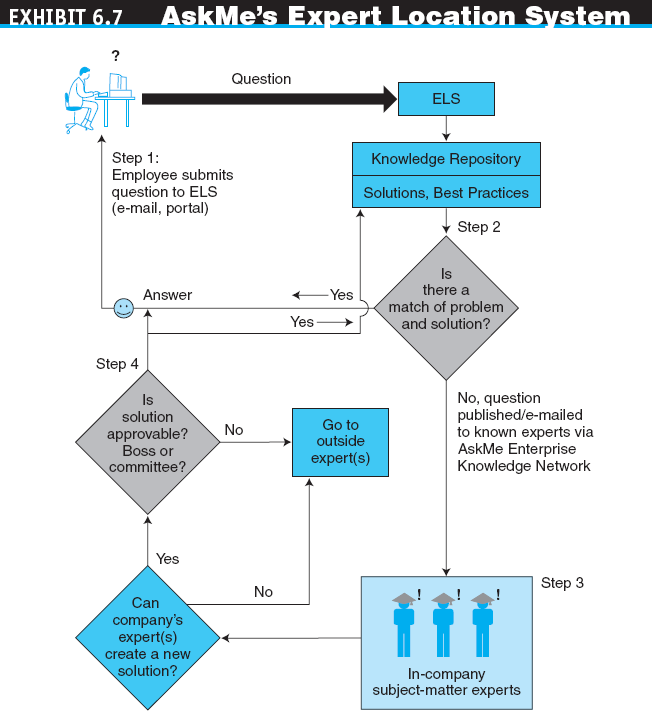 EXHIBIT 6.7 AskMe's Expert Location System
?
Question
ELS
Step 1:
Employee submits
question to ELS
(e-mail, portal)
Knowledge Repository
Solutions, Best Practices
Step 2
Is
there a
match of problem
and solution?
Answer
Yes
Yes
Step 4
Is
solution
approvable?
Boss or
committee?
No
Go to
outside
expert(s)
No, question
published/e-mailed
to known experts via
AskMe Enterprise
Knowledge Network
Yes
No
Step 3
! ! !
Can
company's
expert(s)
create a new
solution?
In-company
subject-matter experts